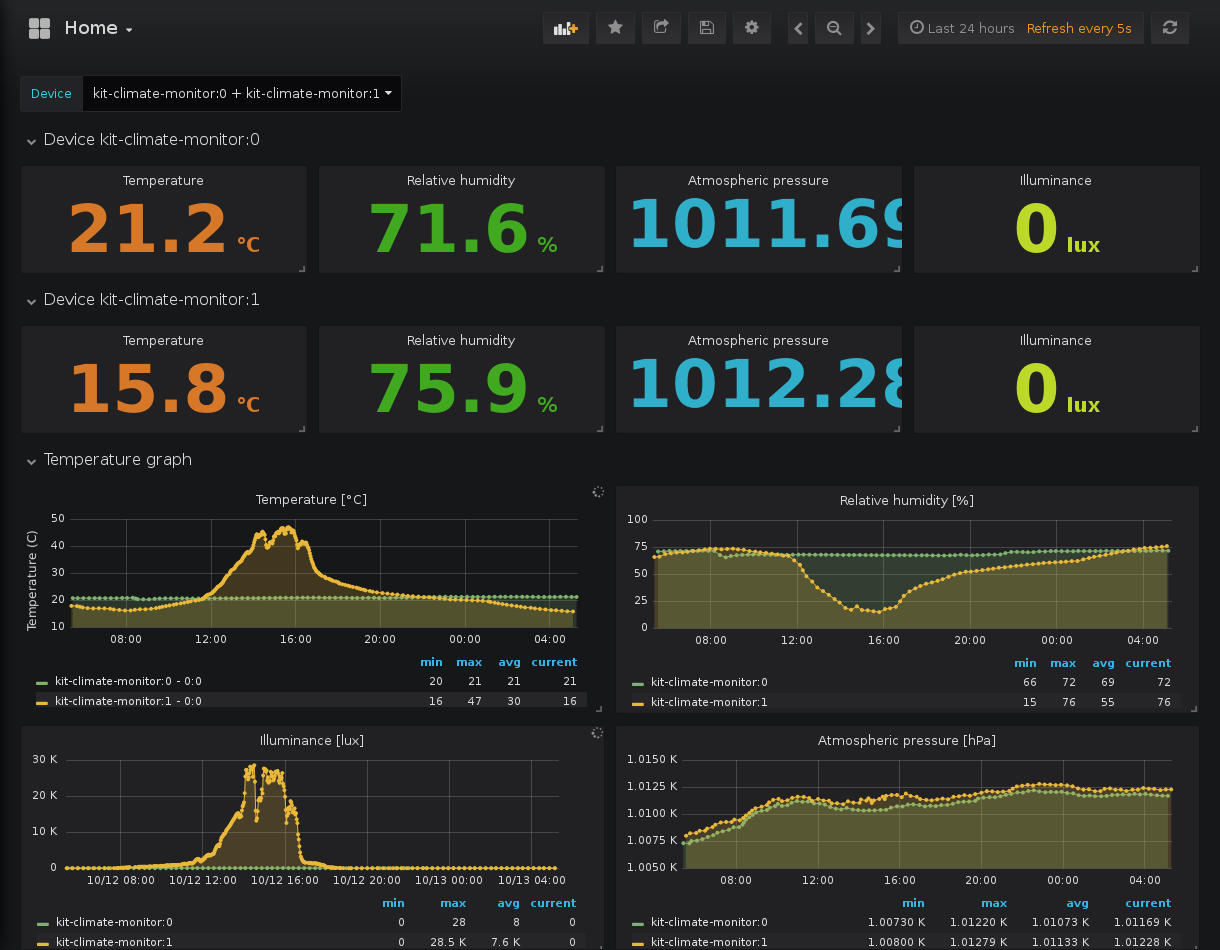 Home
Last 24 hours Refresh every 5s
Device kit-climate-monitor:0 + kit-climate-monitor:1
Device kit-climate-monitor:0
Temperature Relative humidity Atmospheric pressure Illuminance
21.2 °C 71.6 % 1011.69 0 lux
Device kit-climate-monitor:1
Temperature Relative humidity Atmospheric pressure Illuminance
15.8 °C 75.9 % 1012.28 0 lux
Temperature graph
Temperature [°C]
Temperature (C)
50
40
30
20
10
08:00 12:00 16:00 20:00 00:00 04:00
min max avg current
kit-climate-monitor:0 - 0:0 20 21 21 21
kit-climate-monitor:1 - 0:0 16 47 30 16
Relative humidity [%]
100
75
50
25
0
08:00 12:00 16:00 20:00 00:00 04:00
min max avg current
kit-climate-monitor:0 66 72 69 72
kit-climate-monitor:1 15 76 55 76
Illuminance [lux]
30 K
20 K
10 K
0
10/12 08:00 10/12 12:00 10/12 16:00 10/12 20:00 10/13 00:00 10/13 04:00
min max avg current
kit-climate-monitor:0 0 28 8 0
kit-climate-monitor:1 0 28.5 K 7.6 K 0
Atmospheric pressure [hPa]
1.0150 K
1.0125 K
1.0100 K
1.0075 K
1.0050 K
08:00 12:00 16:00 20:00 00:00 04:00
min max avg current
kit-climate-monitor:0 1.00730 K 1.01220 K 1.01073 K 1.01169 K
kit-climate-monitor:1 1.00800 K 1.01279 K 1.01133 K 1.01228 K